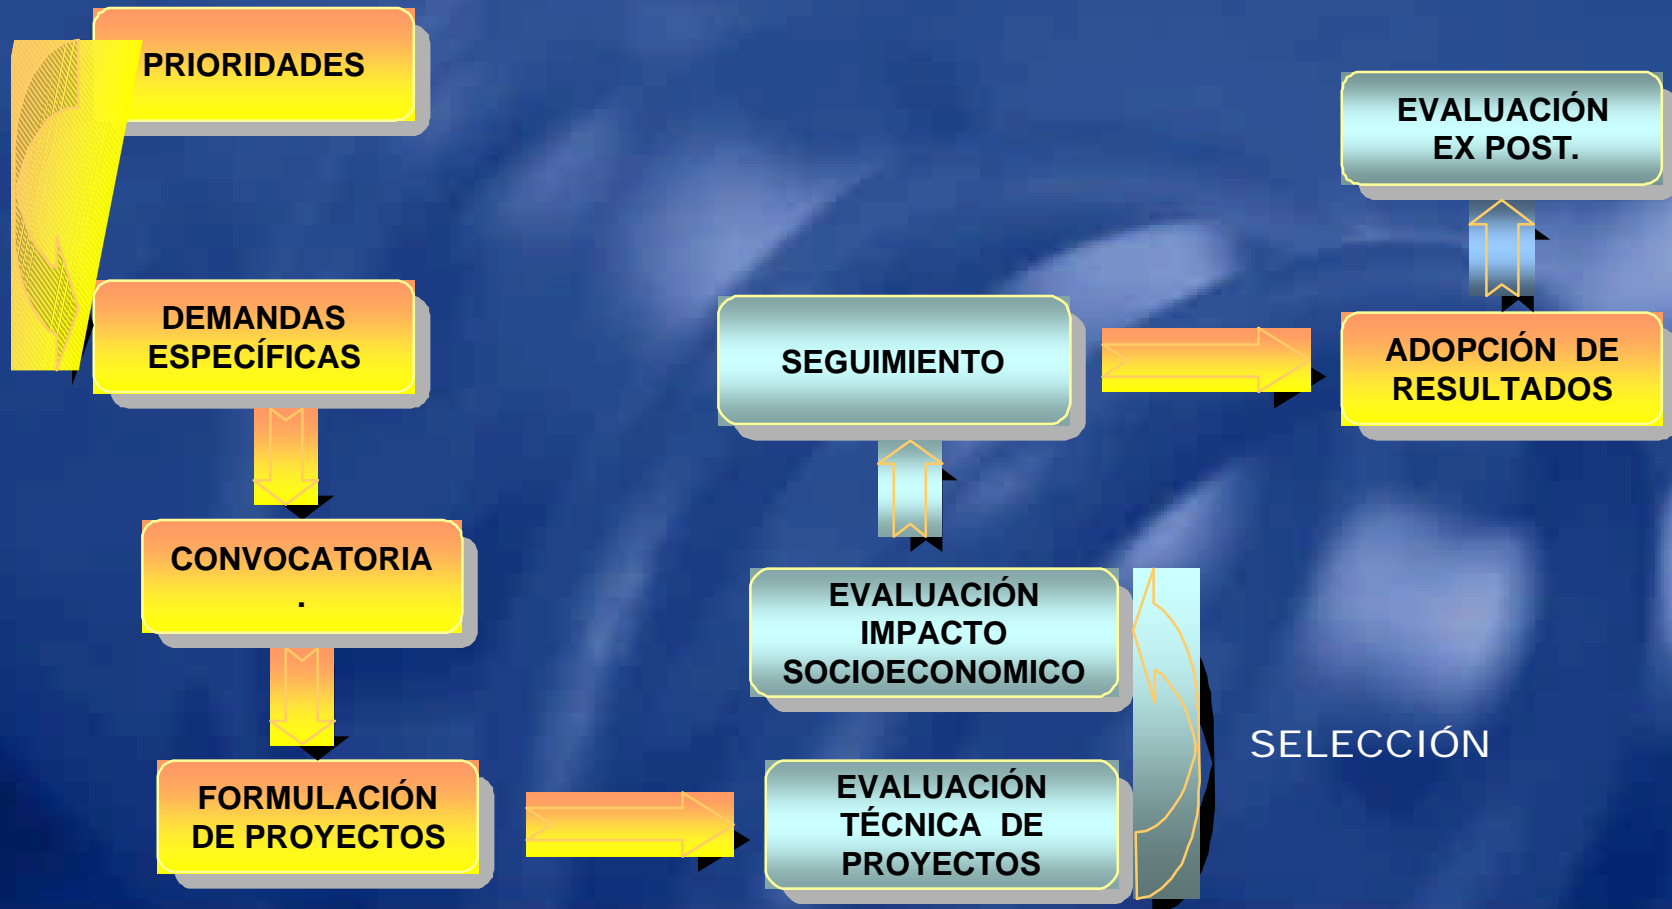 PRIORIDADES
DEMANDAS
ESPECÍFICAS
CONVOCATORIA
.
FORMULACIÓN
DE PROYECTOS
EVALUACIÓN
TÉCNICA DE
PROYECTOS
SELECCIÓN
EVALUACIÓN
IMPACTO
SOCIOECONOMICO
SEGUIMIENTO
ADOPCIÓN DE
RESULTADOS
EVALUACIÓN
EX POST.